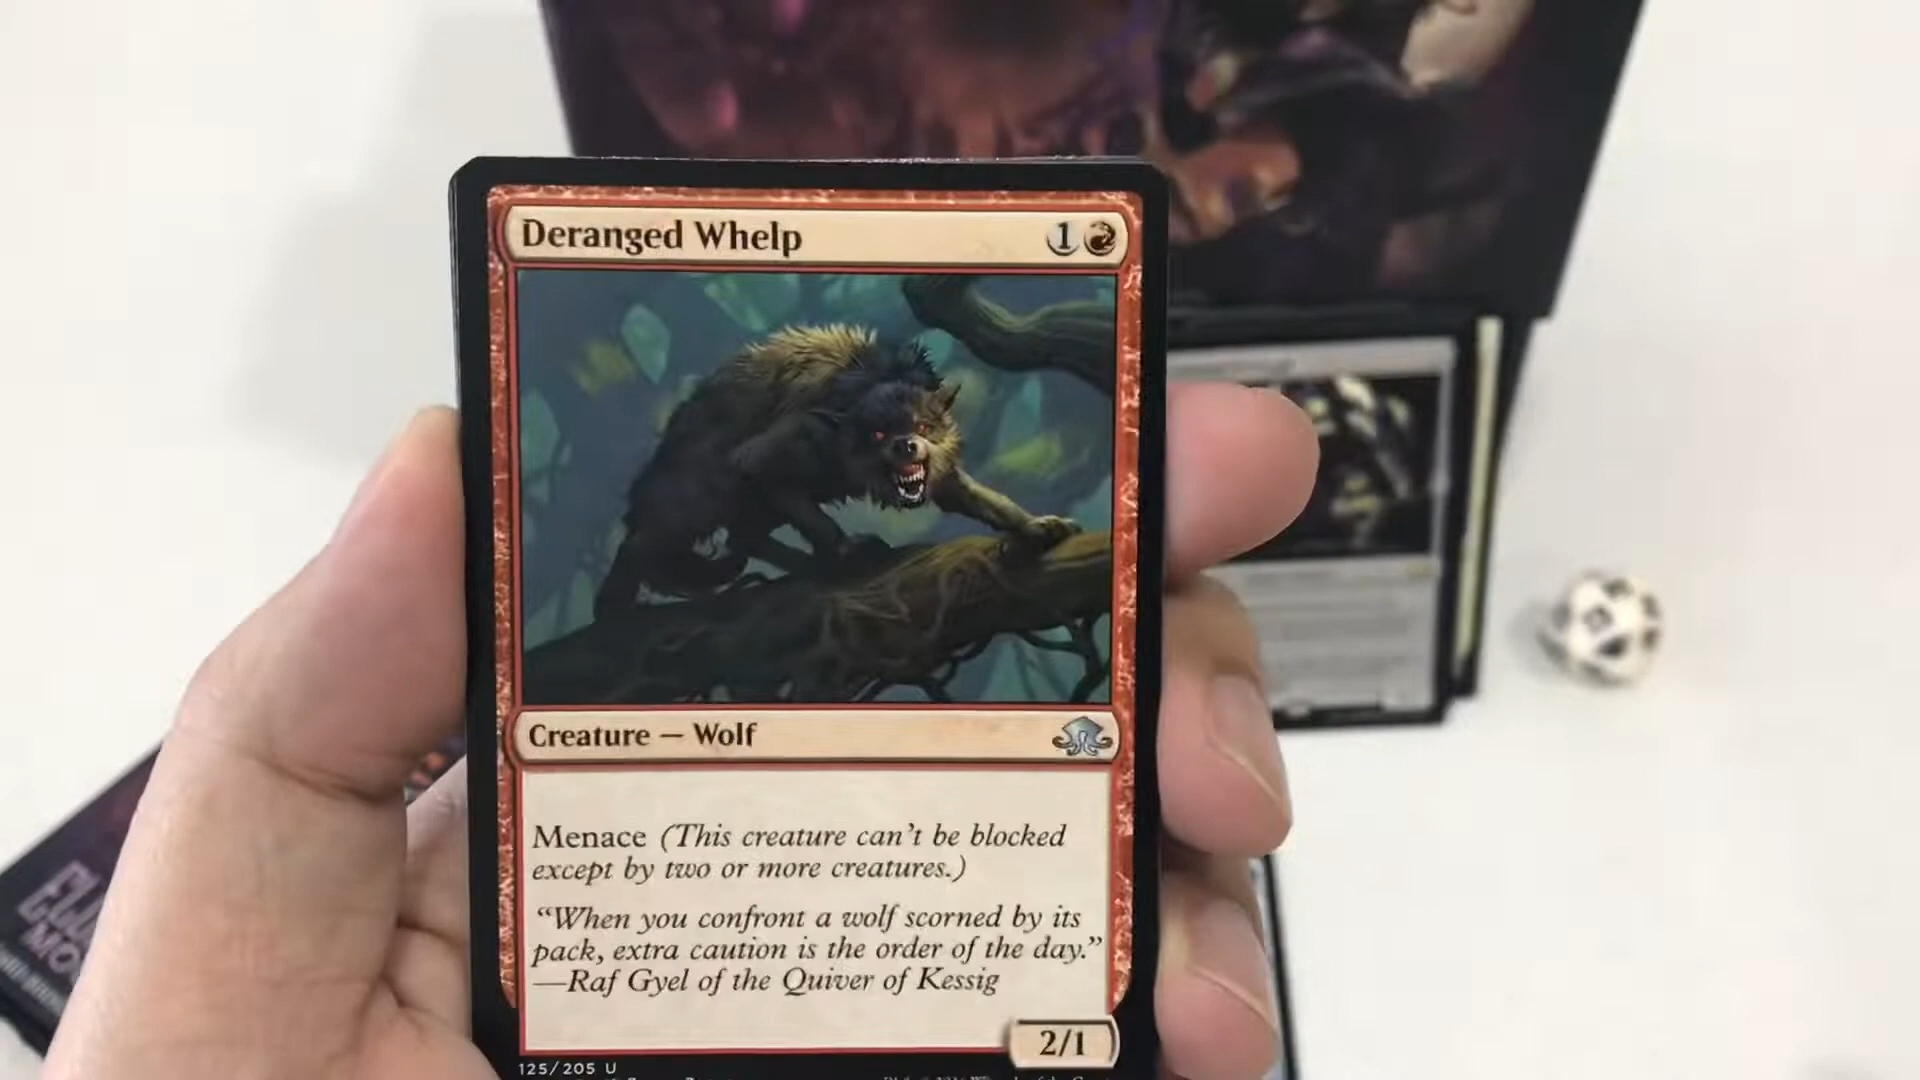 Deranged Whelp 1
Creature — Wolf
Menace (This creature can't be blocked
except by two or more creatures.)
“When you confront a wolf scorned by its
pack, extra caution is the order of the day.”
—Raf Gyel of the Quiver of Kessig
2/1
125/205 U